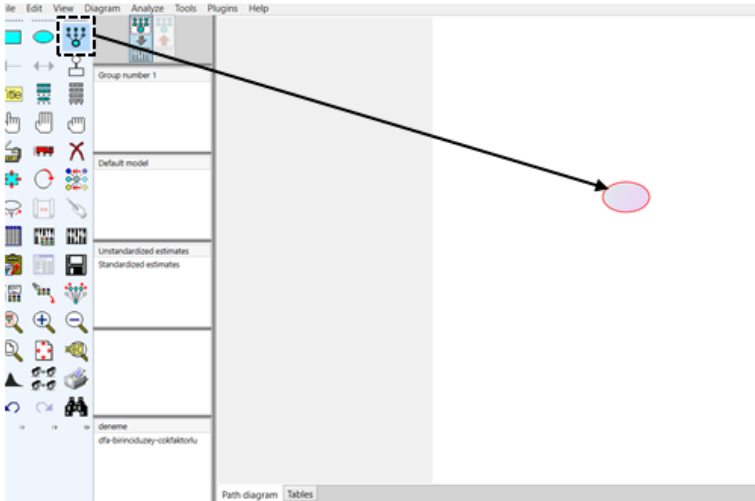 ile Edit View Diagram Analyze Tools Plugins Help
Title
Group number 1
Default model
Unstandardized estimates
Standardized estimates
deneme
dfa-birinciduzey-cokfaktorlu
Path diagram Tables